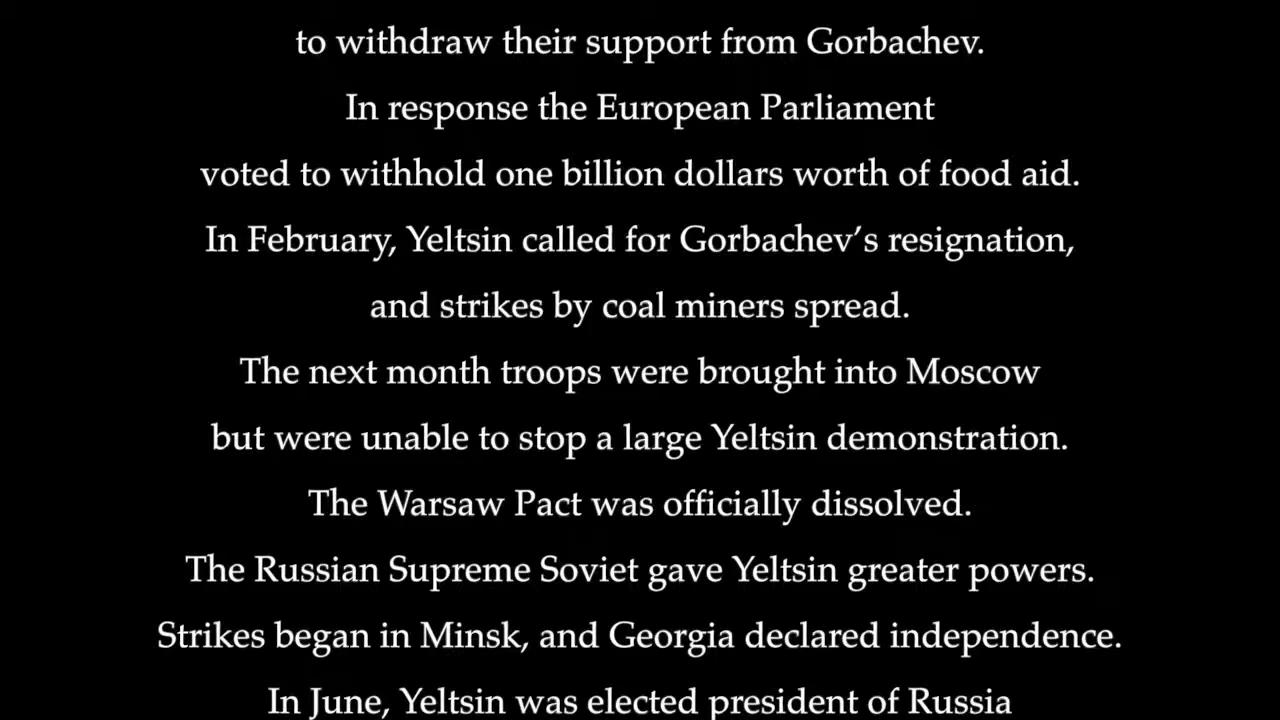 to withdraw their support from Gorbachev.
In response the European Parliament
voted to withhold one billion dollars worth of food aid.
In February, Yeltsin called for Gorbachev’s resignation,
and strikes by coal miners spread.
The next month troops were brought into Moscow
but were unable to stop a large Yeltsin demonstration.
The Warsaw Pact was officially dissolved.
The Russian Supreme Soviet gave Yeltsin greater powers.
Strikes began in Minsk, and Georgia declared independence.
In June, Yeltsin was elected president of Russia